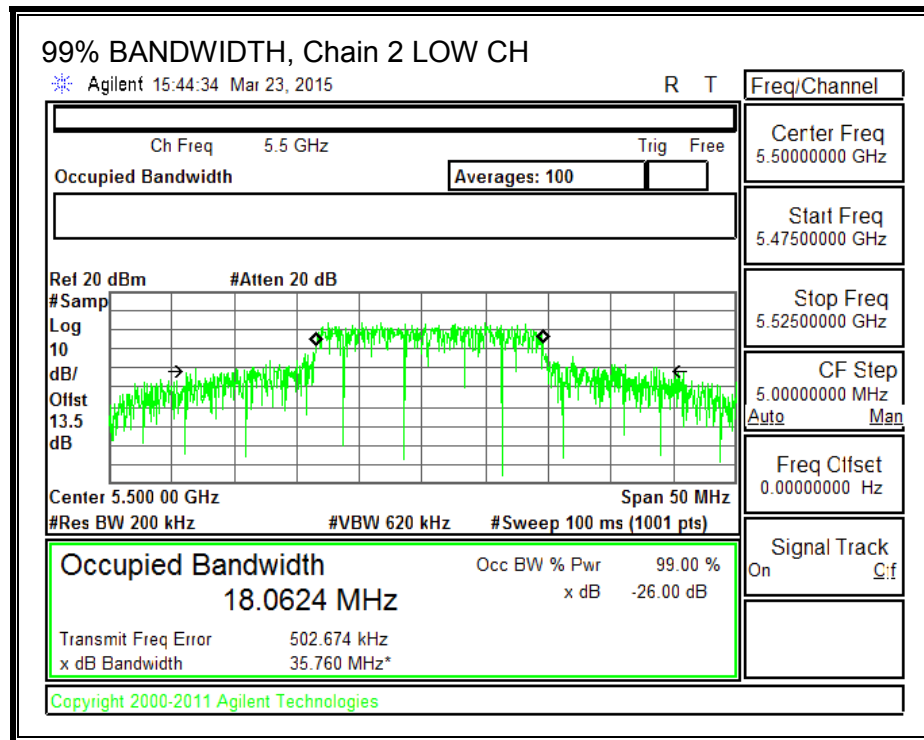 99% BANDWIDTH, Chain 2 LOW CH
Agilent 15:44:34 Mar 23, 2015 R T
Freq/Channel
Ch Freq 5.5 GHz Trig Free
Occupied Bandwidth Averages: 100
Center Freq
5.50000000 GHz
Start Freq
5.47500000 GHz
Stop Freq
5.52500000 GHz
CF Step
5.00000000 MHz
Auto Man
Freq Offset
0.00000000 Hz
Signal Track
On Off
Ref 20 dBm #Atten 20 dB
#Samp
Log
10
dB/
Offst
13.5
dB
Center 5.500 00 GHz Span 50 MHz
#Res BW 200 kHz #VBW 620 kHz #Sweep 100 ms (1001 pts)
Occupied Bandwidth
18.0624 MHz
Occ BW % Pwr 99.00 %
x dB -26.00 dB
Transmit Freq Error 502.674 kHz
x dB Bandwidth 35.760 MHz*
Copyright 2000-2011 Agilent Technologies